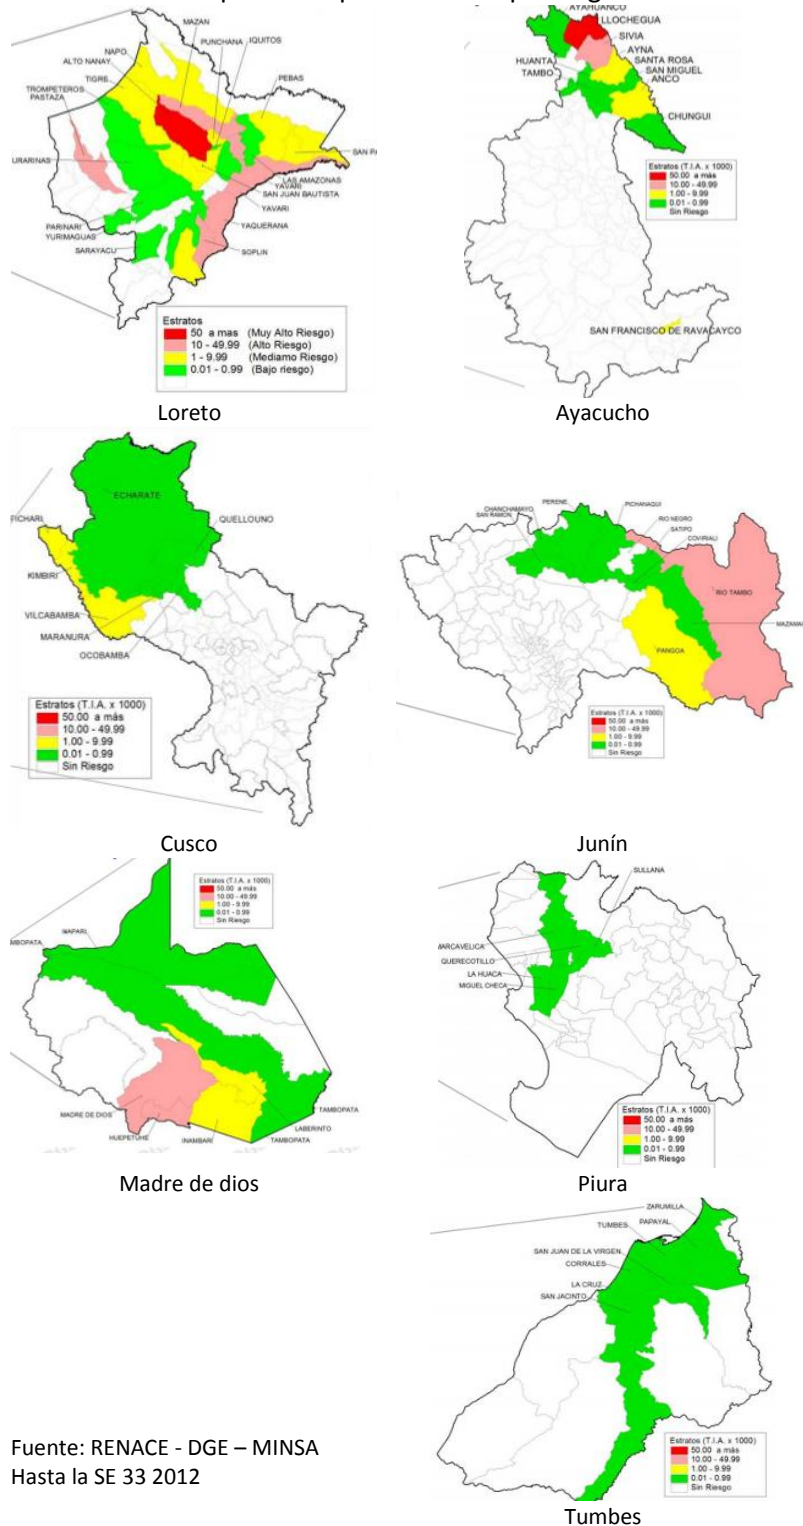 MAZAN
PUNCHANA
IQUITOS
NAPO
ALTO NANAY
TIGRE
PEBAS
TROMPETEROS
PASTAZA
URARINAS
SAN PA
LAS AMAZONAS
YAVARI
SAN JUAN BAUTISTA
YAVARI
PARINARI
YURIMAGUAS
YAQUERANA
SARAYACU
SOPLIN
Estratos
50 a mas (Muy Alto Riesgo)
10 - 49.99 (Alto Riesgo)
1 - 9.99 (Mediamo Riesgo)
0.01 - 0.99 (Bajo riesgo)
Loreto
AYAHUANCO
LLOCHEGUA
SIVIA
AYNA
HUANTA
SANTA ROSA
TAMBO
SAN MIGUEL
ANCO
CHUNGUI
Estratos (T.I.A. x 1000)
50.00 a más
10.00 - 49.99
1.00 - 9.99
0.01 - 0.99
Sin Riesgo
SAN FRANCISCO DE RAVACAYCO
Ayacucho
ECHARATE
PICHARI
QUELLOUNO
KIMBIRI
VILCABAMBA
MARANURA
OCOBAMBA
Estratos (T.I.A. x 1000)
50.00 a más
10.00 - 49.99
1.00 - 9.99
0.01 - 0.99
Sin Riesgo
Cusco
PERENE
PICHANAQUI
CHANCHAMAYO
SAN RAMON
RIO NEGRO
SATIPO
COVIRIALI
RIO TAMBO
MAZAMAR
PANGOA
Estratos (T.I.A. x 1000)
50.00 a más
10.00 - 49.99
1.00 - 9.99
0.01 - 0.99
Sin Riesgo
Junín
Estratos (T.I.A. x 1000)
50.00 a más
10.00 - 49.99
1.00 - 9.99
0.01 - 0.99
Sin Riesgo
IÑAPARI
MBOPATA
MADRE DE DIOS
HUEPETUHE
INAMBARI
TAMBOPATA
LABERINTO
TAMBOPATA
Madre de dios
SULLANA
MARCAVELICA
QUERECOTILLO
LA HUACA
MIGUEL CHECA
Estratos (T.I.A. x 1000)
50.00 a más
10.00 - 49.99
1.00 - 9.99
0.01 - 0.99
Sin Riesgo
Piura
ZARUMILLA
TUMBES
PAPAYAL
SAN JUAN DE LA VIRGEN
CORRALES
LA CRUZ
SAN JACINTO
Estratos (T.I.A. x 1000)
50.00 a más
10.00 - 49.99
1.00 - 9.99
0.01 - 0.99
Sin Riesgo
Tumbes
Fuente: RENACE - DGE – MINSA
Hasta la SE 33 2012